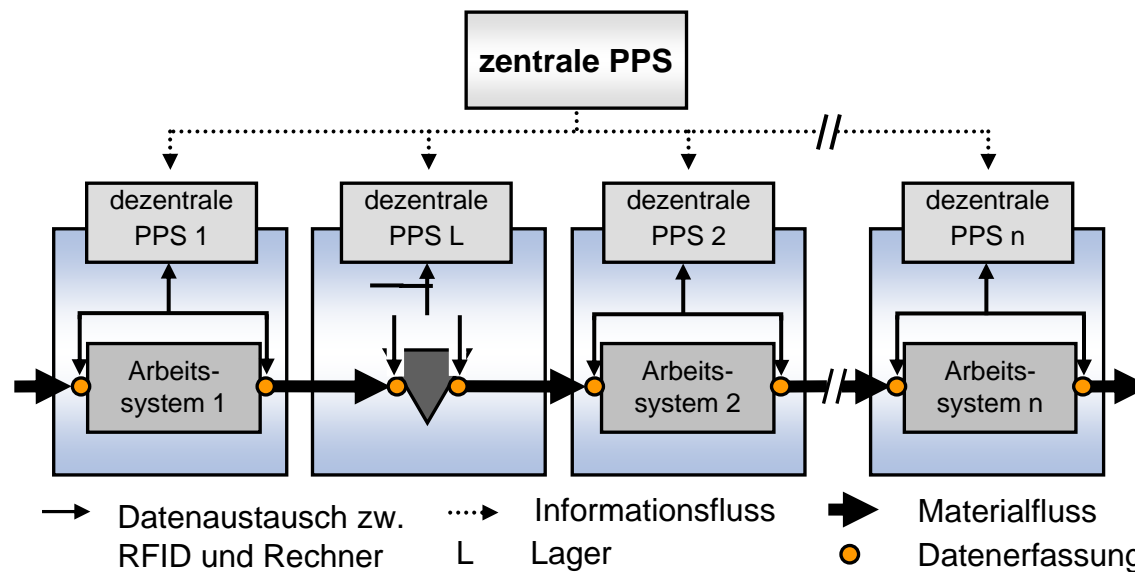 zentrale PPS
dezentrale
PPS 1
dezentrale
PPS L
dezentrale
PPS 2
dezentrale
PPS n
Arbeits-
system 1
Arbeits-
system 2
Arbeits-
system n
Datenaustausch zw.
RFID und Rechner
Informationsfluss
L Lager
Materialfluss
Datenerfassung